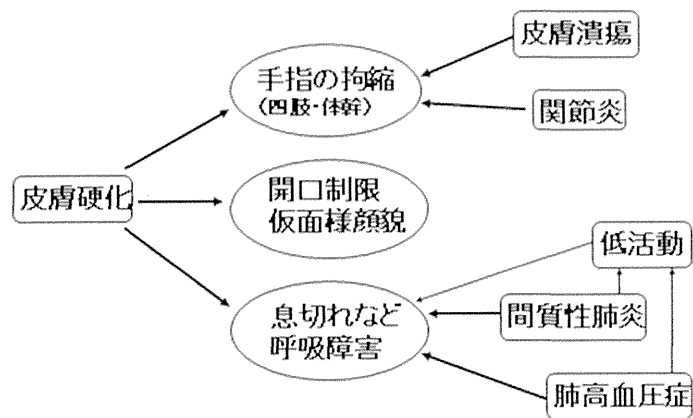 皮膚潰瘍
手指の拘縮
（四肢・体幹）
関節炎
皮膚硬化
開口制限
仮面様顔貌
低活動
息切れなど
呼吸障害
間質性肺炎
肺高血圧症